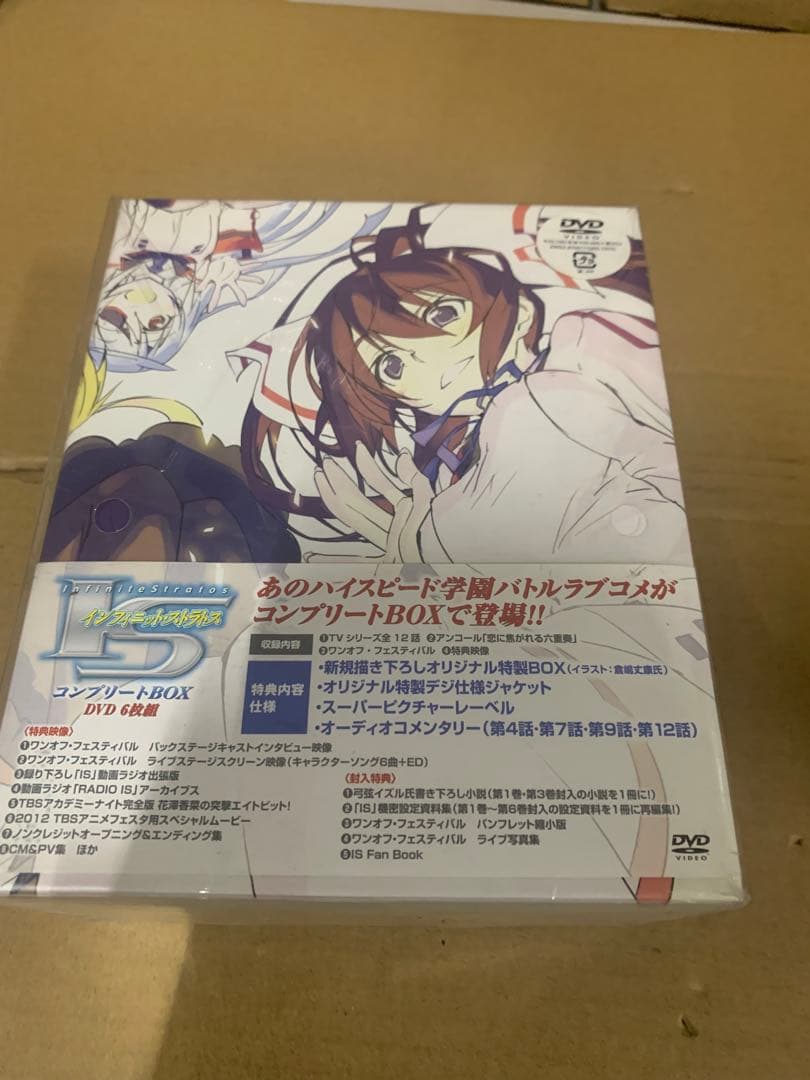 DVD
VIDEO
InfiniteStratos
IS
インフィニット・ストラトス
コンプリートBOX
DVD 6枚組
あのハイスピード学園バトルラブコメが
コンプリートBOXで登場!!
収録内容
①TVシリーズ全12話 ②アンコール「恋に焦がれる六重奏」
③ワンオフ・フェスティバル ④特典映像
特典内容
仕様
・新規描き下ろしオリジナル特製BOX（イラスト：倉嶋丈康氏）
・オリジナル特製デジ仕様ジャケット
・スーパーピクチャーレーベル
・オーディオコメンタリー（第4話・第7話・第9話・第12話）
〈特典映像〉
①ワンオフ・フェスティバル バックステージキャストインタビュー映像
②ワンオフ・フェスティバル ライブステージスクリーン映像（キャラクターソング6曲+ED）
③録り下ろし「IS」動画ラジオ出張版
④動画ラジオ「RADIO IS」アーカイブス
⑤TBSアカデミーナイト完全版 花澤香菜の突撃エイトビット!
⑥2012 TBSアニメフェスタ用スペシャルムービー
⑦ノンクレジットオープニング&エンディング集
⑧CM&PV集 ほか
〈封入特典〉
①弓弦イズル氏書き下ろし小説（第1巻・第3巻封入の小説を1冊に!）
②「IS」機密設定資料集（第1巻〜第6巻封入の設定資料を1冊に再編集!）
③ワンオフ・フェスティバル パンフレット縮小版
④ワンオフ・フェスティバル ライブ写真集
⑤IS Fan Book
DVD
VIDEO